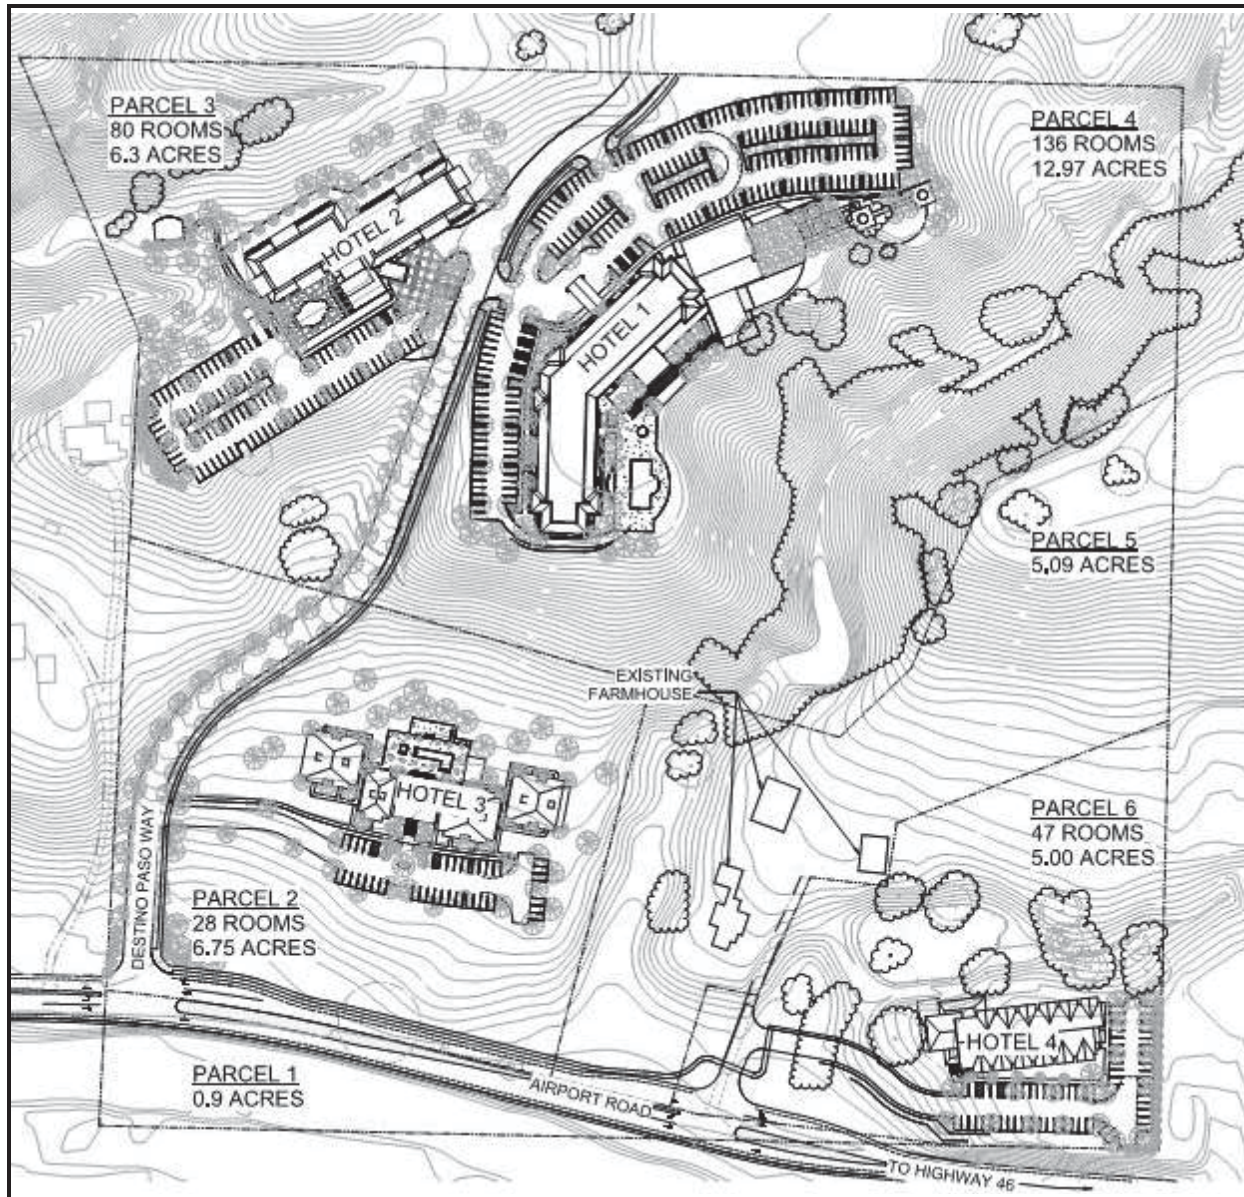 PARCEL 3
80 ROOMS
6.3 ACRES
PARCEL 4
136 ROOMS
12.97 ACRES
HOTEL 2
HOTEL 1
PARCEL 5
5.09 ACRES
EXISTING
FARMHOUSE
HOTEL 3
PARCEL 6
47 ROOMS
5.00 ACRES
DESTINO PASO WAY
PARCEL 2
28 ROOMS
6.75 ACRES
HOTEL 4
PARCEL 1
0.9 ACRES
AIRPORT ROAD
TO HIGHWAY 46